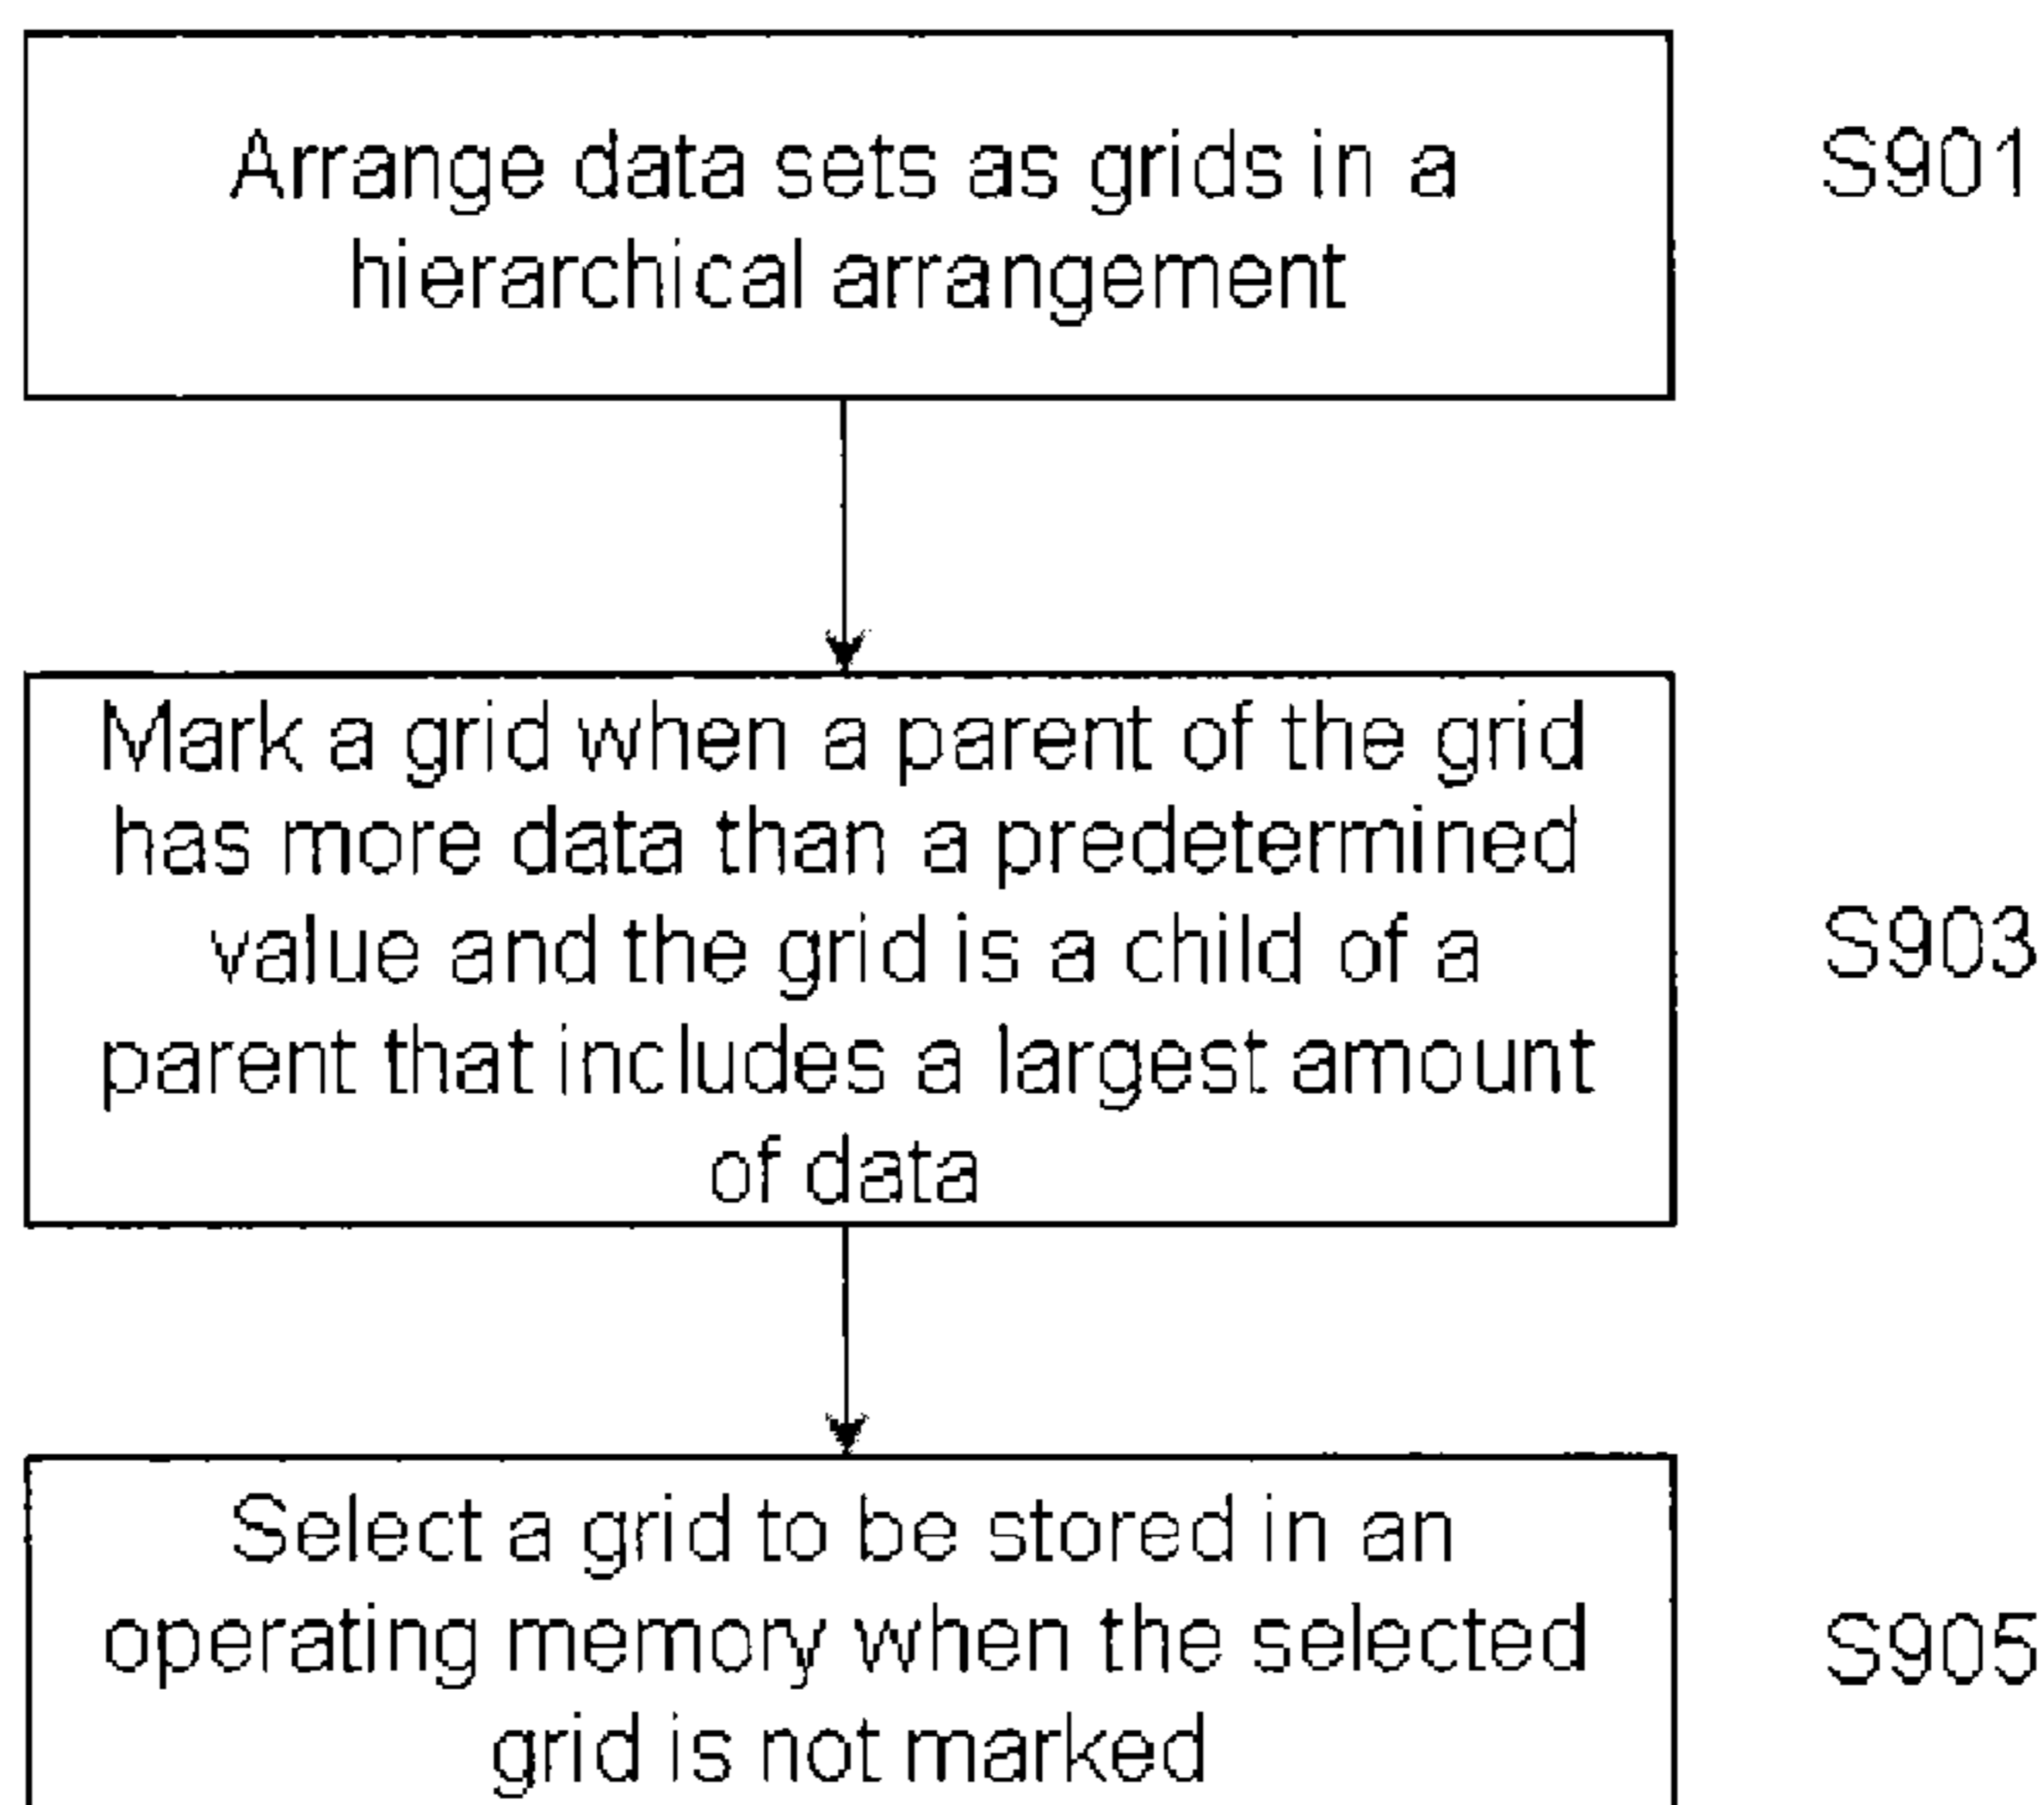 Arrange data sets as grids in a
hierarchical arrangement
S901
Mark a grid when a parent of the grid
has more data than a predetermined
value and the grid is a child of a
parent that includes a largest amount
of data
S903
Select a grid to be stored in an
operating memory when the selected
grid is not marked
S905